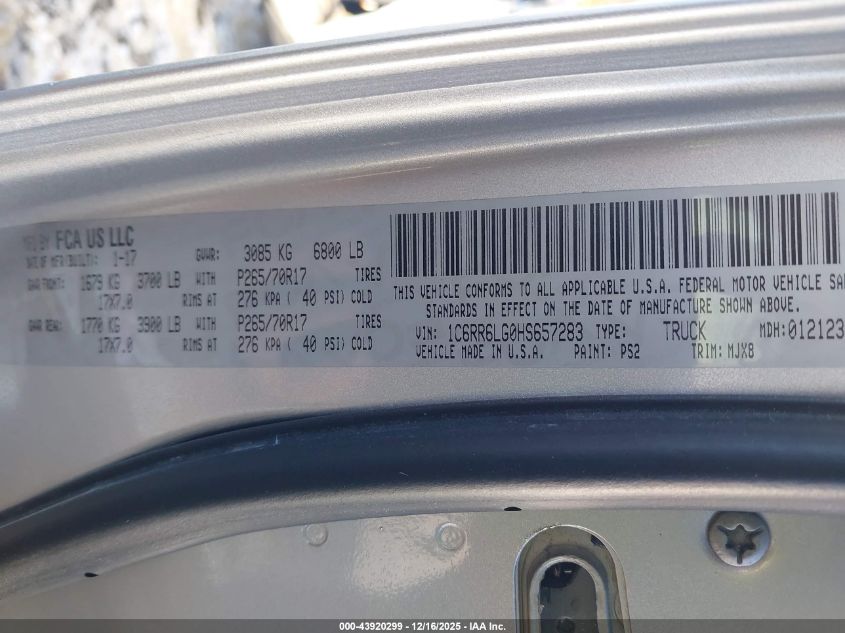 MFD BY FCA US LLC
DATE OF MFR(BUILT): 1-17 GVWR: 3085 KG 6800 LB
GAWR FRONT: 1679 KG 3700 LB WITH P265/70R17 TIRES
17X7.0 RIMS AT 276 KPA ( 40 PSI) COLD
GAWR REAR: 1770 KG 3900 LB WITH P265/70R17 TIRES
17X7.0 RIMS AT 276 KPA ( 40 PSI) COLD
THIS VEHICLE CONFORMS TO ALL APPLICABLE U.S.A. FEDERAL MOTOR VEHICLE SA
STANDARDS IN EFFECT ON THE DATE OF MANUFACTURE SHOWN ABOVE.
VIN: 1C6RR6LG0HS657283 TYPE: TRUCK MDH:012123
VEHICLE MADE IN U.S.A. PAINT: PS2 TRIM: MJX8
000-43920299 - 12/16/2025 - IAA Inc.